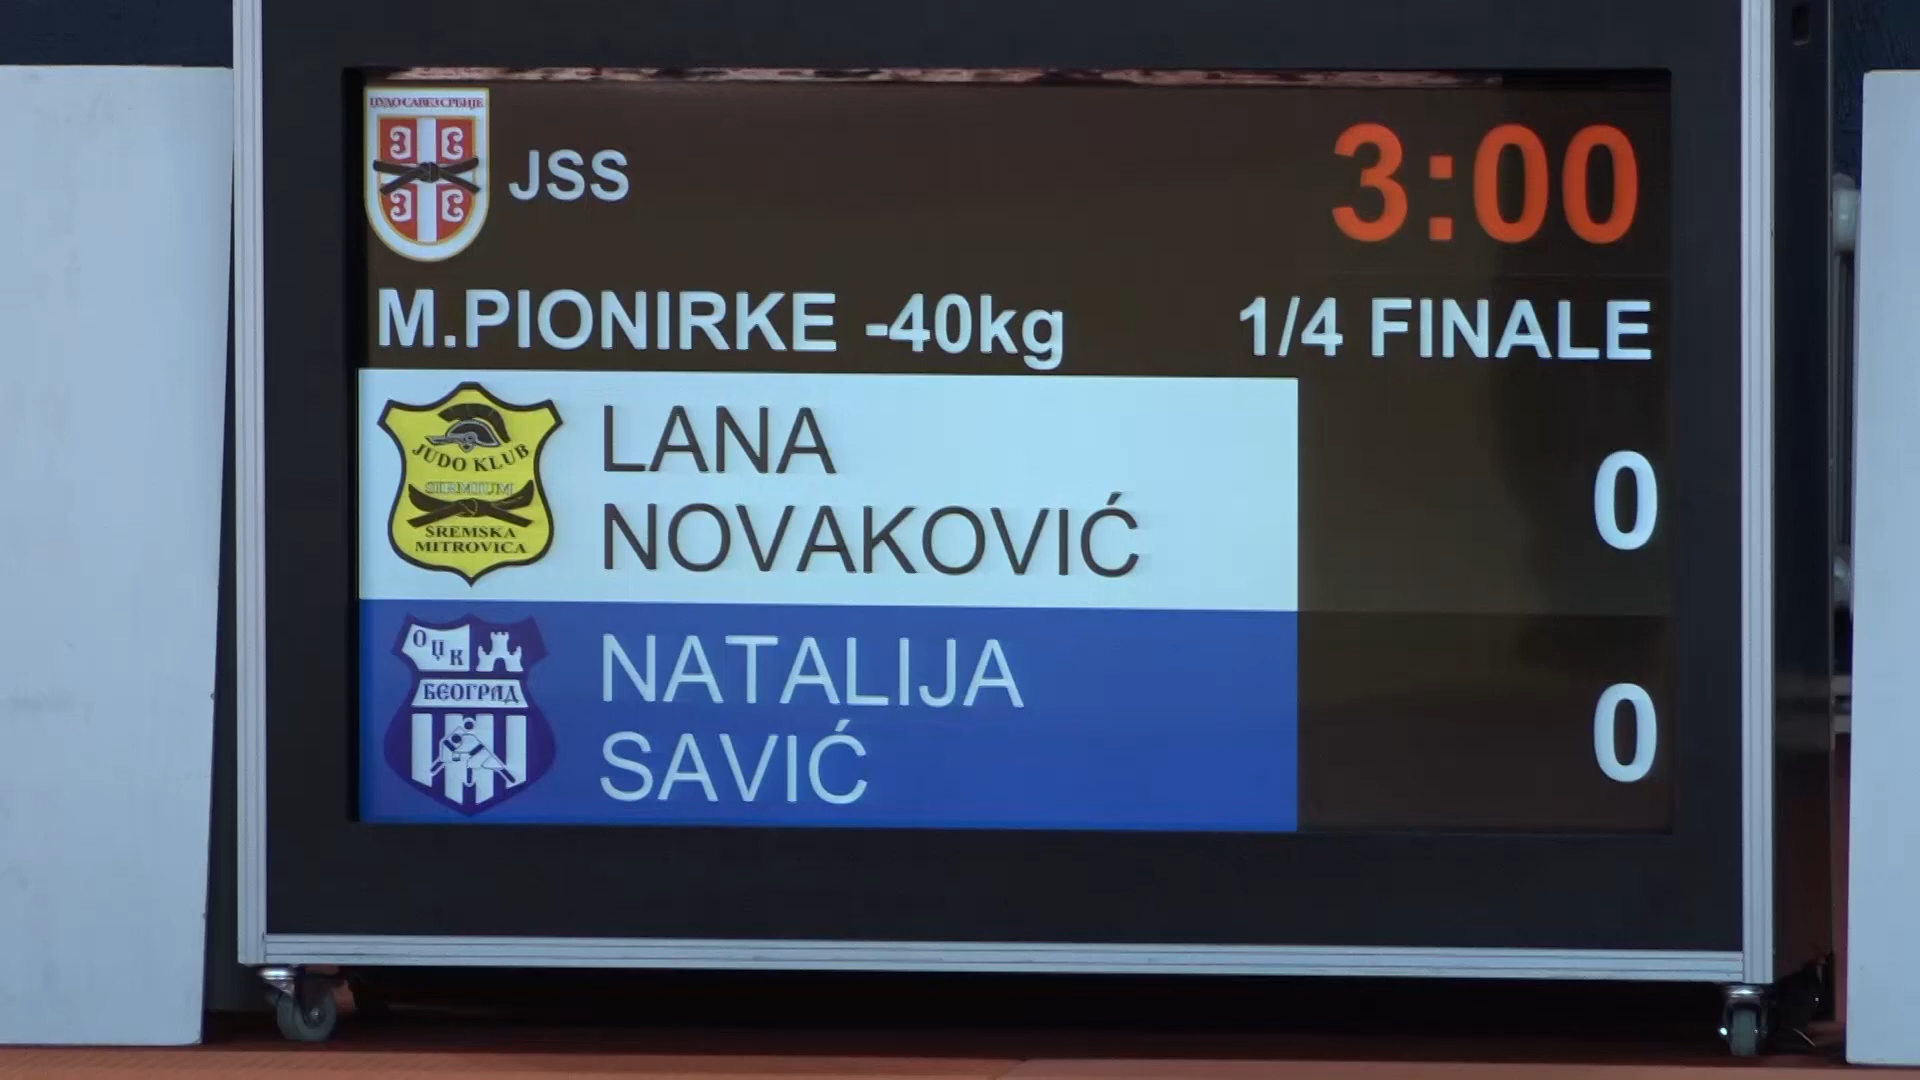 ЏУДО САВЕЗ СРБИЈЕ
JSS
3:00
M.PIONIRKE -40kg
1/4 FINALE
JUDO KLUB
SIRMIUM
SREMSKA
MITROVICA
LANA
NOVAKOVIĆ
0
ОЏК
БЕОГРАД
NATALIJA
SAVIĆ
0